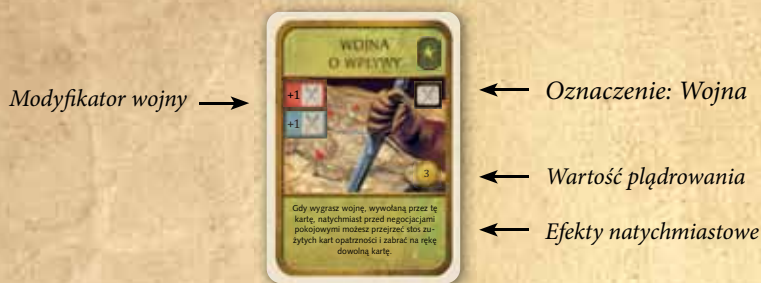 WOJNA
O WPŁYWY
Modyfikator wojny
+1
+1
Oznaczenie: Wojna
3
Wartość plądrowania
Gdy wygrasz wojnę, wywołaną przez tę
kartę, natychmiast przed negocjacjami
pokojowymi możesz przejrzeć stos zu-
żytych kart opatrzności i zabrać na rękę
dowolną kartę.
Efekty natychmiastowe